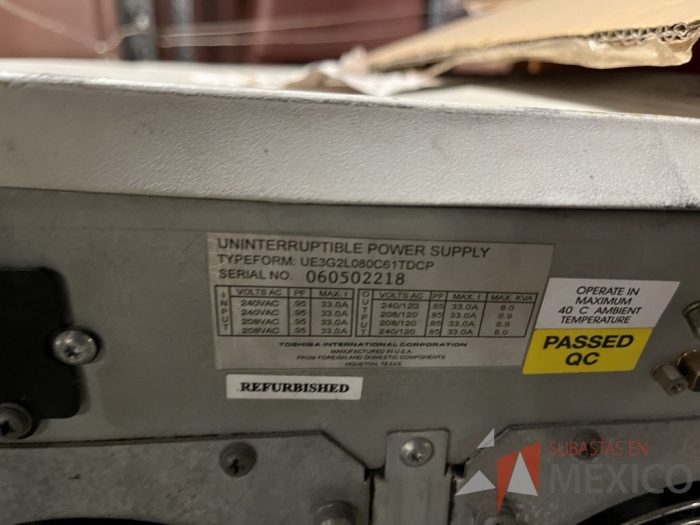 UNINTERRUPTIBLE POWER SUPPLY
TYPEFORM: UE3G2L080C61TDCP
SERIAL NO: 060502218
INPUT VOLTS AC PF MAX. I OUTPUT VOLTS AC PF MAX. I MAX. KVA
240VAC .95 33.0A 240/120 85 33.0A 8.0
240VAC .95 33.0A 208/120 85 33.0A 6.9
208VAC .95 33.0A 208/120 85 33.0A 6.9
208VAC .95 33.0A 240/120 85 33.0A 8.0
TOSHIBA INTERNATIONAL CORPORATION
MANUFACTURED IN U.S.A.
FROM FOREIGN AND DOMESTIC COMPONENTS
HOUSTON, TEXAS
REFURBISHED
OPERATE IN
MAXIMUM
40 C AMBIENT
TEMPERATURE
PASSED
QC
SUBASTAS EN
MÉXICO